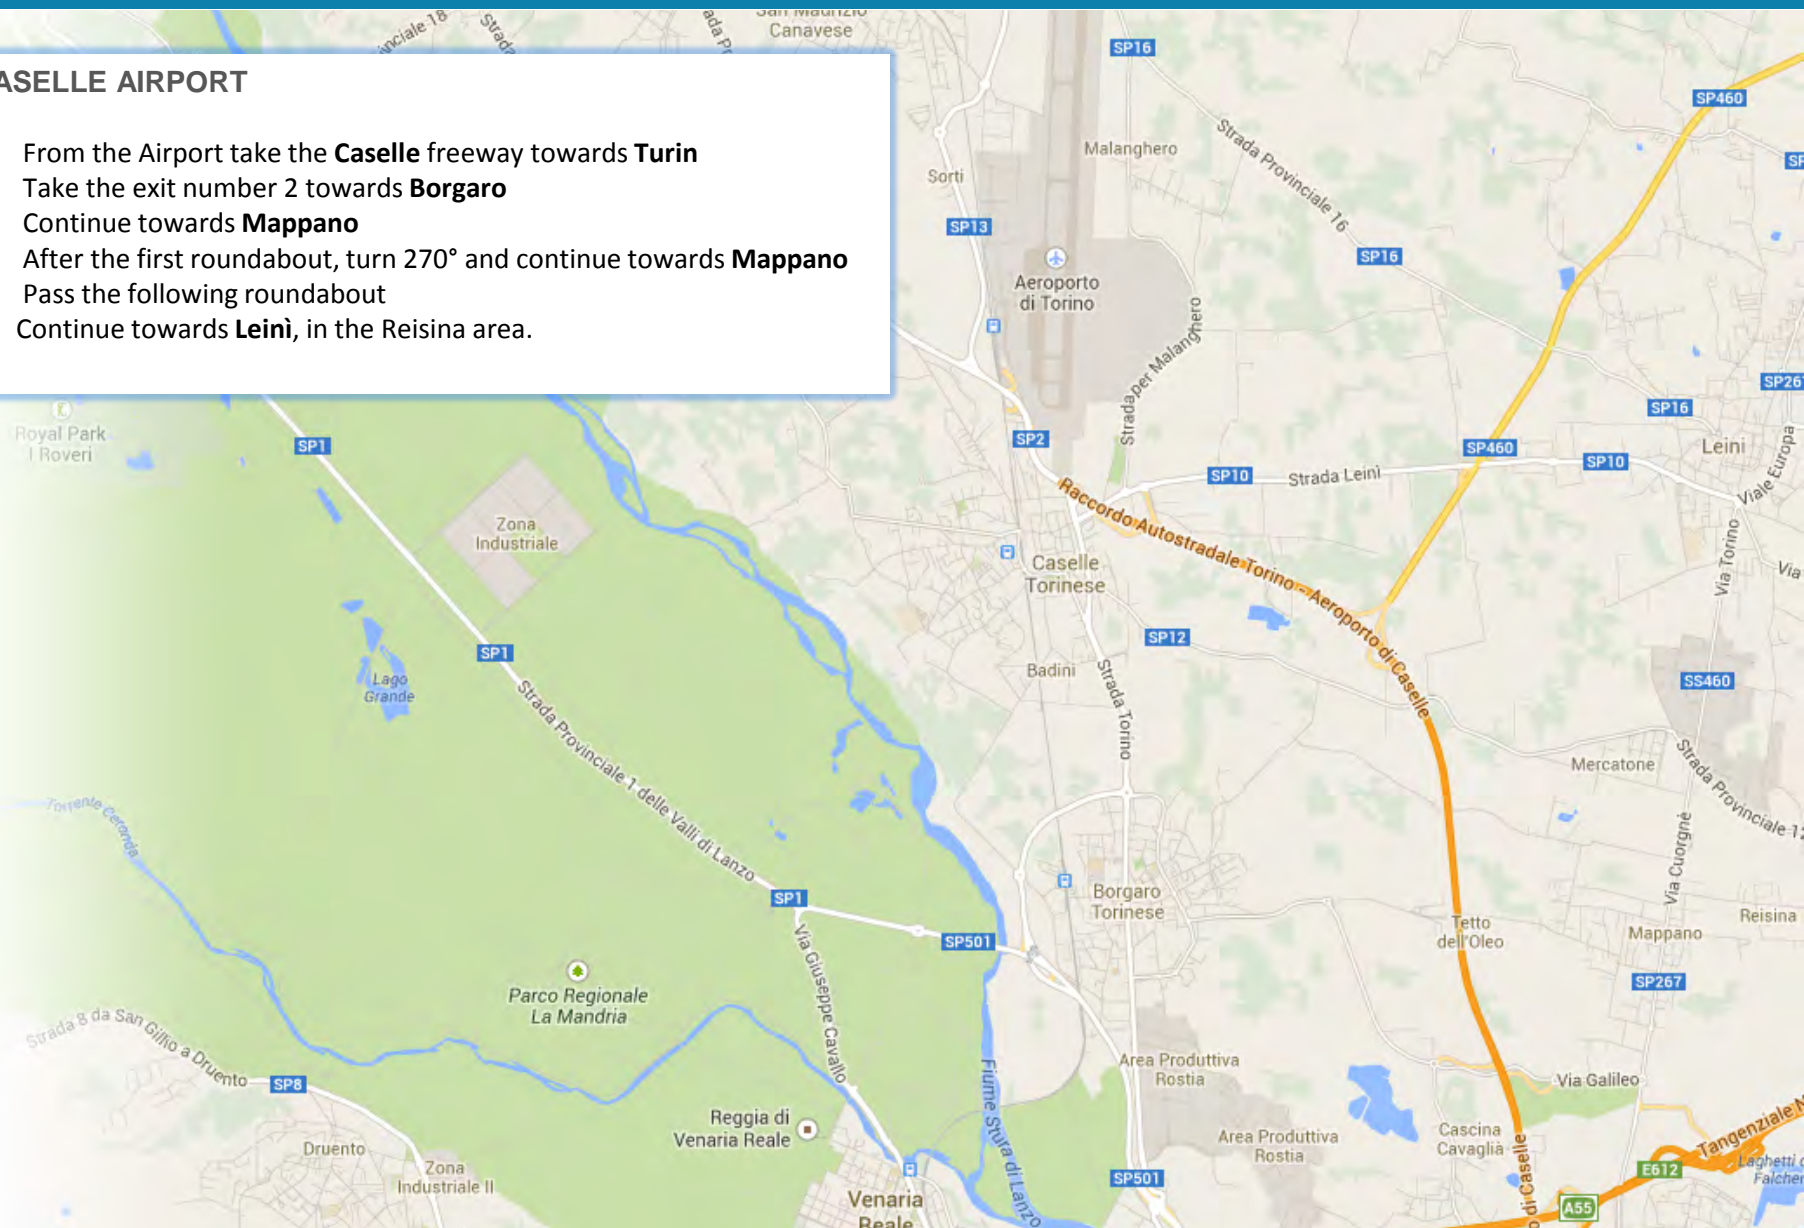 ASELLE AIRPORT
From the Airport take the Caselle freeway towards Turin
Take the exit number 2 towards Borgaro
Continue towards Mappano
After the first roundabout, turn 270° and continue towards Mappano
Pass the following roundabout
Continue towards Leinì, in the Reisina area.
Canavese
SP16
SP460
Malanghero
Strada Provinciale 16
Sorti
SP13
SP16
Aeroporto
di Torino
Strada per Malanghero
SP26
SP16
Royal Park
I Roveri
SP1
SP2
SP10
Strada Leinì
SP460
SP10
Leini
Viale Europa
Zona
Industriale
Raccordo Autostradale Torino - Aeroporto di Caselle
Via Torino
Via
Caselle
Torinese
SP12
SP1
Lago
Grande
Badini
Strada Torino
SS460
Strada Provinciale 1 delle Valli di Lanzo
Mercatone
Strada Provinciale 12
Torrente Ceronda
Via Cuorgnè
SP1
Borgaro
Torinese
Reisina
SP501
Tetto
dell'Oleo
Mappano
Via Giuseppe Cavallo
SP267
Parco Regionale
La Mandria
Strada 8 da San Gillio a Druento
SP8
Area Produttiva
Rostia
Via Galileo
Fiume Stura di Lanzo
Reggia di
Venaria Reale
Tangenziale N
Druento
Area Produttiva
Rostia
Cascina
Cavaglià
Zona
Industriale II
E612
Laghetti
Falcher
SP501
di Caselle
Venaria
Reale
A55